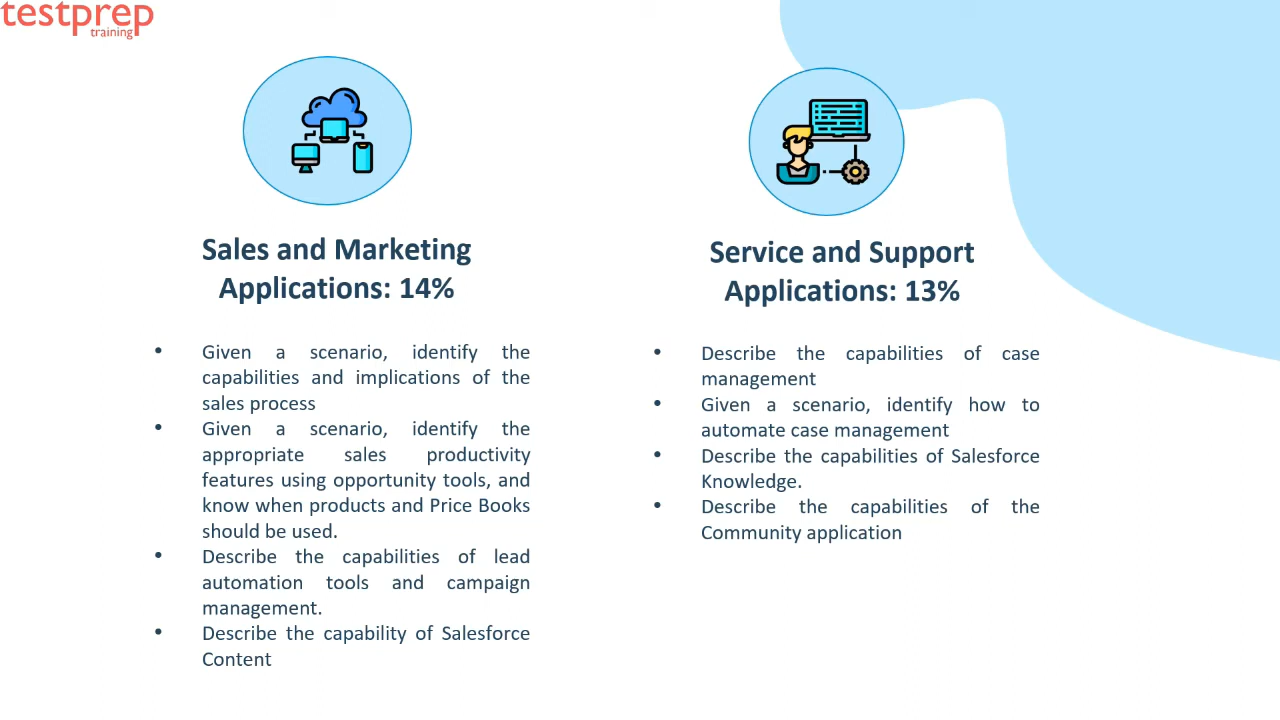 testprep
training
Sales and Marketing
Applications: 14%
• Given a scenario, identify the
capabilities and implications of the
sales process
• Given a scenario, identify the
appropriate sales productivity
features using opportunity tools, and
know when products and Price Books
should be used.
• Describe the capabilities of lead
automation tools and campaign
management.
• Describe the capability of Salesforce
Content
Service and Support
Applications: 13%
• Describe the capabilities of case
management
• Given a scenario, identify how to
automate case management
• Describe the capabilities of Salesforce
Knowledge.
• Describe the capabilities of the
Community application